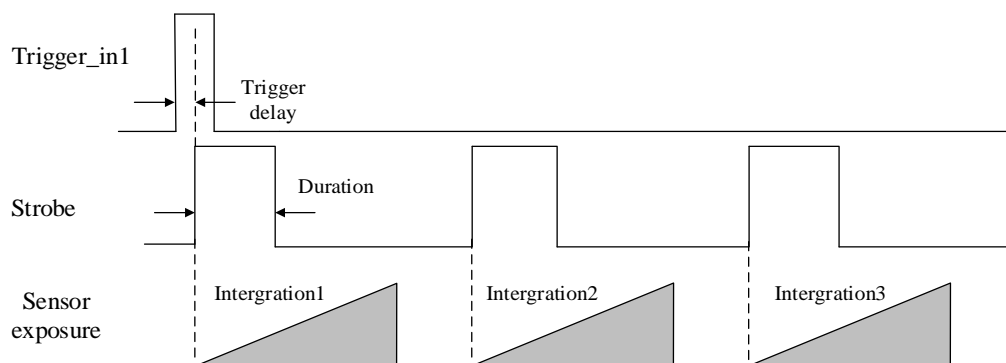 Trigger_in1
Trigger
delay
Duration
Strobe
Intergration1
Intergration2
Intergration3
Sensor
exposure